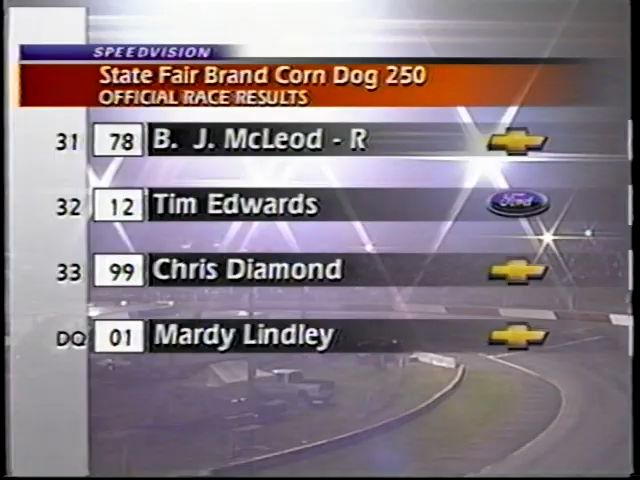 SPEEDVISION
State Fair Brand Corn Dog 250
OFFICIAL RACE RESULTS
31 78 B. J. McLeod - R
32 12 Tim Edwards Ford
33 99 Chris Diamond
DQ 01 Mardy Lindley